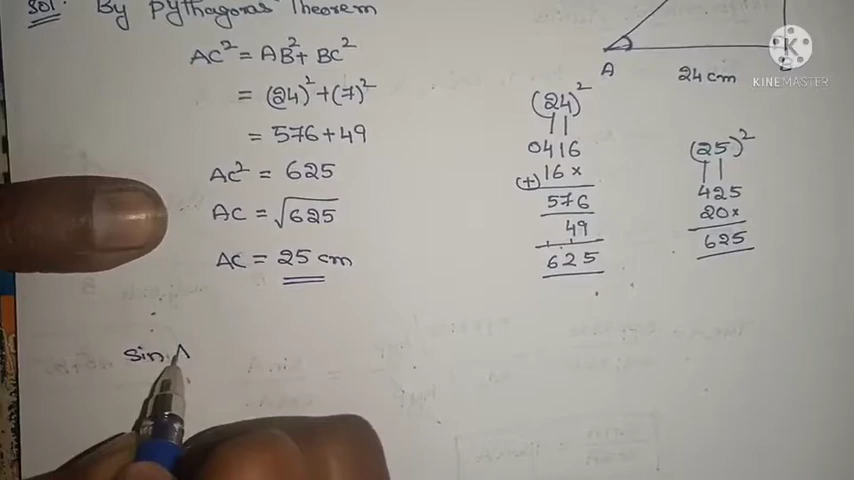 Sol: By Pythagoras Theorem
AC² = AB² + BC²
= (24)² + (7)²
= 576 + 49
AC² = 625
AC = √625
AC = 25 cm
sin A
A
24 cm
B
K
KINEMASTER
(24)²
0416
(+) 16×
576
49
625
(25)²
425
20×
625